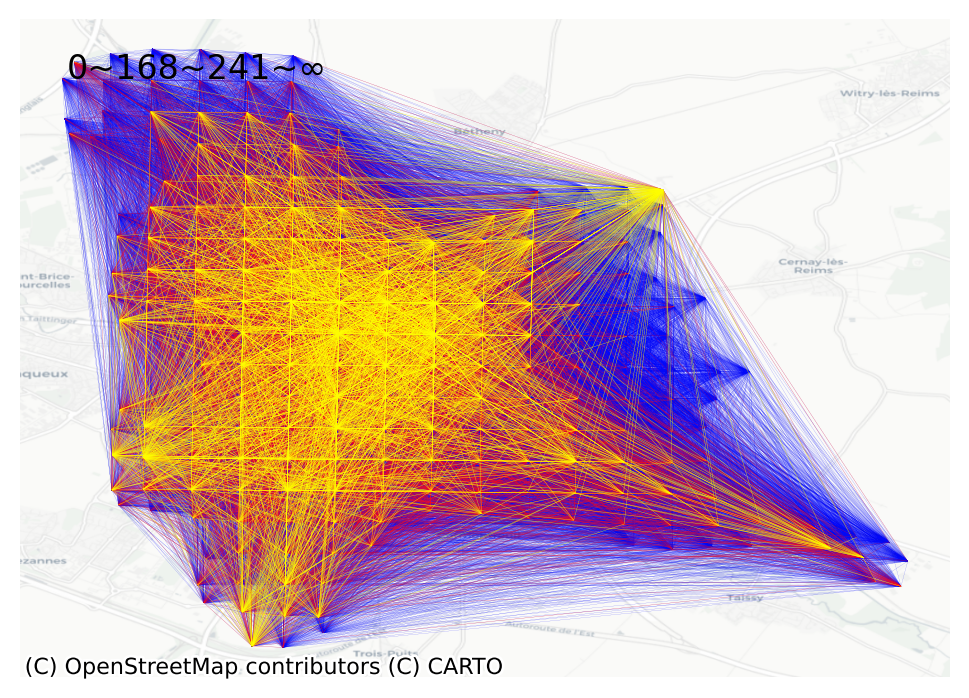 0~168~241~∞
Witry-lès-Reims
Bétheny
Cernay-lès-
Reims
nt-Brice-
ourcelles
s Taittinger
queux
ezannes
Taissy
Autoroute de l'Est
Trois-Puits
(C) OpenStreetMap contributors (C) CARTO